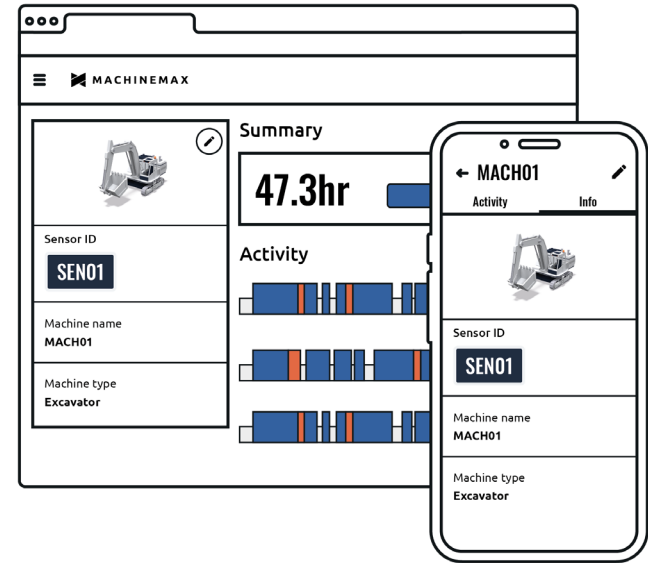 MACHINEMAX
Sensor ID
SEN01
Machine name
MACH01
Machine type
Excavator
Summary
47.3hr
Activity
MACH01
Activity Info
Sensor ID
SEN01
Machine name
MACH01
Machine type
Excavator